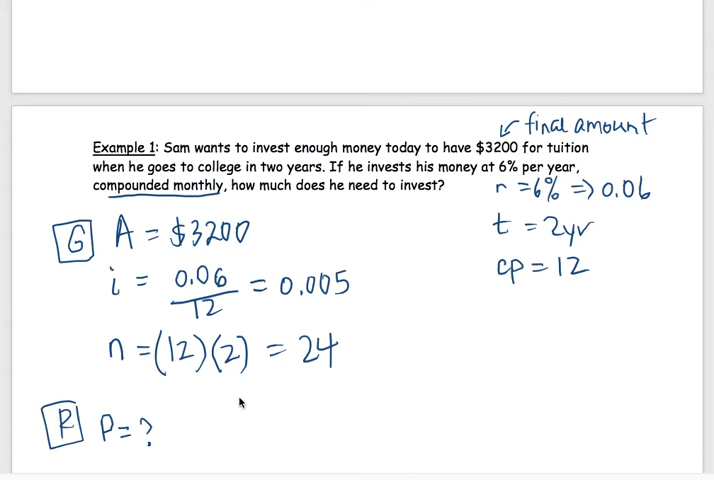 final amount
Example 1: Sam wants to invest enough money today to have $3200 for tuition
when he goes to college in two years. If he invests his money at 6% per year,
compounded monthly, how much does he need to invest?
r = 6% => 0.06
G A = $3200
t = 2yr
i = 0.06/12 = 0.005
cp = 12
n = (12)(2) = 24
R P = ?